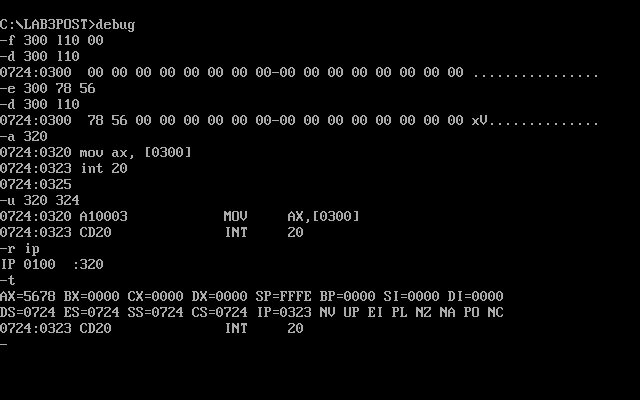 C:\LAB3POST>debug
-f 300 l10 00
-d 300 l10
0724:0300  00 00 00 00 00 00 00 00-00 00 00 00 00 00 00 00 ................
-e 300 78 56
-d 300 l10
0724:0300  78 56 00 00 00 00 00 00-00 00 00 00 00 00 00 00 xV..............
-a 320
0724:0320 mov ax, [0300]
0724:0323 int 20
0724:0325
-u 320 324
0724:0320 A10003            MOV     AX,[0300]
0724:0323 CD20              INT     20
-r ip
IP 0100  :320
-t
AX=5678 BX=0000 CX=0000 DX=0000 SP=FFFE BP=0000 SI=0000 DI=0000
DS=0724 ES=0724 SS=0724 CS=0724 IP=0323 NV UP EI PL NZ NA PO NC
0724:0323 CD20              INT     20
-